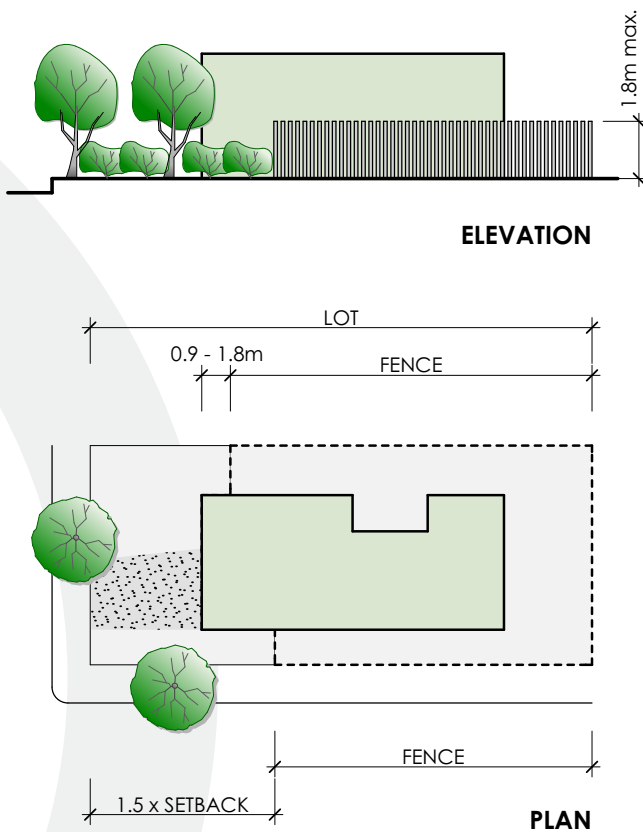 1.8m max.
ELEVATION
LOT
0.9 - 1.8m
FENCE
FENCE
1.5 x SETBACK
PLAN